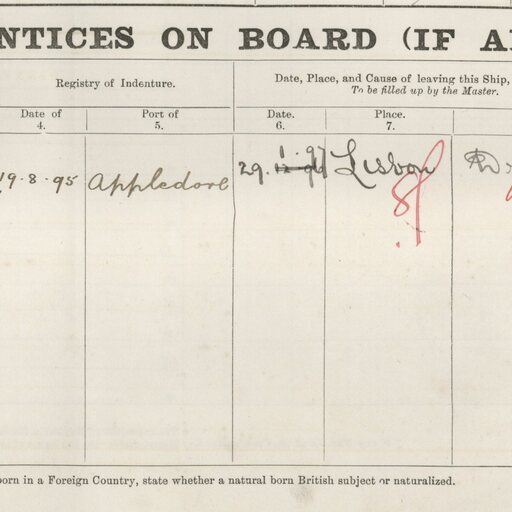 NTICES ON BOARD (IF A
Registry of Indenture.
Date, Place, and Cause of leaving this Ship,
To be filled up by the Master.
Date of
Port of
Date.
Place.
4.
5.
6.
7.
19.8.95
Appledore
29.
1.97
Lisbon
born in a Foreign Country, state whether a natural born British subject or naturalized.